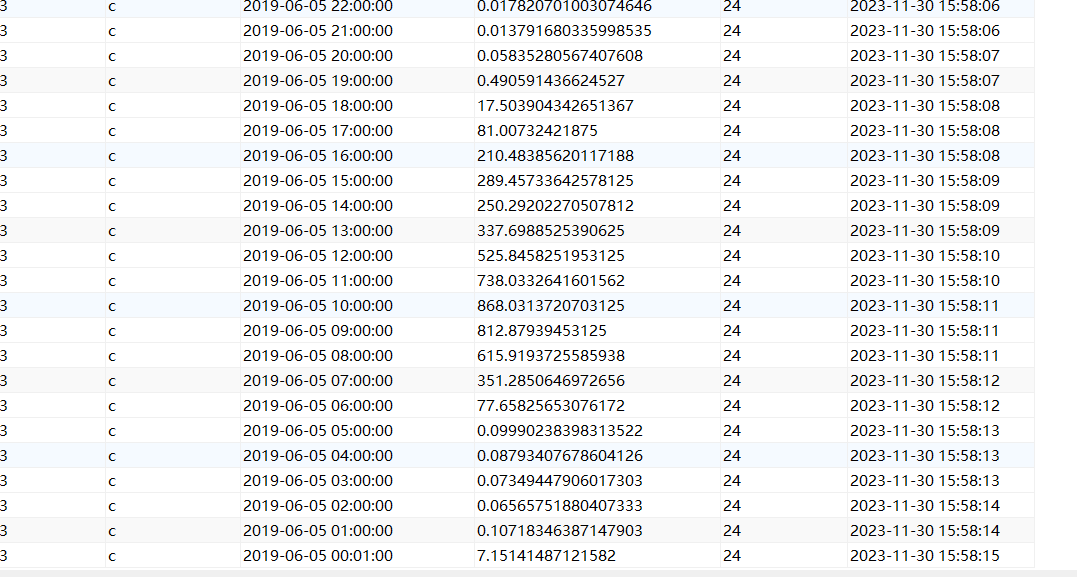 3 c 2019-06-05 22:00:00 0.017820701003074646 24 2023-11-30 15:58:06
3 c 2019-06-05 21:00:00 0.013791680335998535 24 2023-11-30 15:58:06
3 c 2019-06-05 20:00:00 0.05835280567407608 24 2023-11-30 15:58:07
3 c 2019-06-05 19:00:00 0.490591436624527 24 2023-11-30 15:58:07
3 c 2019-06-05 18:00:00 17.503904342651367 24 2023-11-30 15:58:08
3 c 2019-06-05 17:00:00 81.00732421875 24 2023-11-30 15:58:08
3 c 2019-06-05 16:00:00 210.48385620117188 24 2023-11-30 15:58:08
3 c 2019-06-05 15:00:00 289.45733642578125 24 2023-11-30 15:58:09
3 c 2019-06-05 14:00:00 250.29202270507812 24 2023-11-30 15:58:09
3 c 2019-06-05 13:00:00 337.6988525390625 24 2023-11-30 15:58:09
3 c 2019-06-05 12:00:00 525.8458251953125 24 2023-11-30 15:58:10
3 c 2019-06-05 11:00:00 738.0332641601562 24 2023-11-30 15:58:10
3 c 2019-06-05 10:00:00 868.0313720703125 24 2023-11-30 15:58:11
3 c 2019-06-05 09:00:00 812.87939453125 24 2023-11-30 15:58:11
3 c 2019-06-05 08:00:00 615.9193725585938 24 2023-11-30 15:58:11
3 c 2019-06-05 07:00:00 351.2850646972656 24 2023-11-30 15:58:12
3 c 2019-06-05 06:00:00 77.65825653076172 24 2023-11-30 15:58:12
3 c 2019-06-05 05:00:00 0.09990238398313522 24 2023-11-30 15:58:13
3 c 2019-06-05 04:00:00 0.08793407678604126 24 2023-11-30 15:58:13
3 c 2019-06-05 03:00:00 0.07349447906017303 24 2023-11-30 15:58:13
3 c 2019-06-05 02:00:00 0.06565751880407333 24 2023-11-30 15:58:14
3 c 2019-06-05 01:00:00 0.10718346387147903 24 2023-11-30 15:58:14
3 c 2019-06-05 00:01:00 7.15141487121582 24 2023-11-30 15:58:15